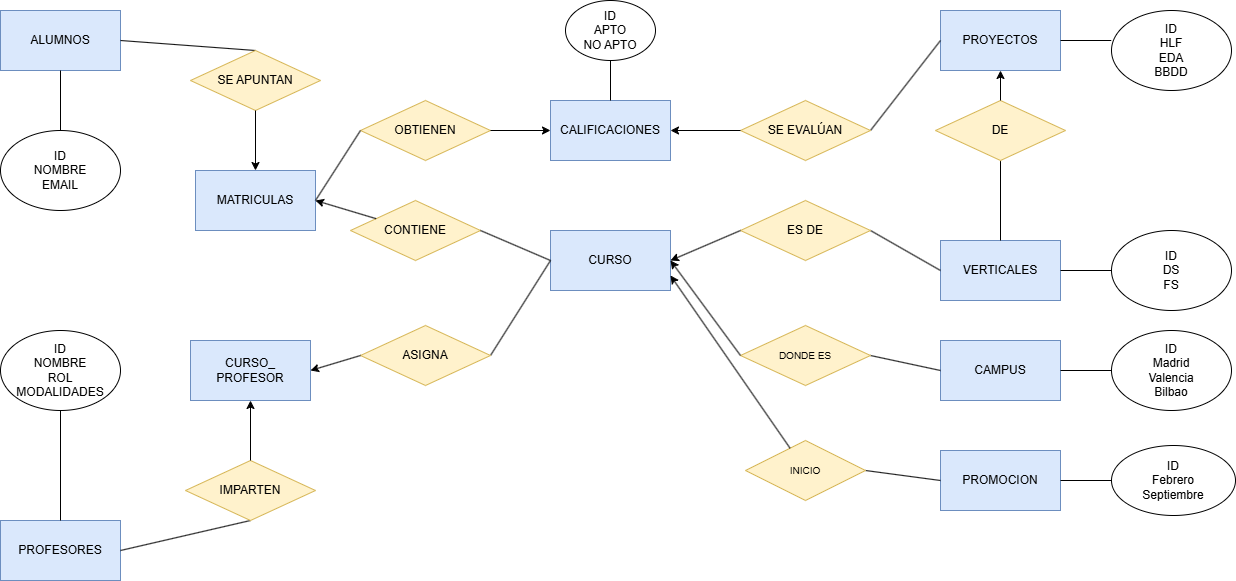 ALUMNOS
SE APUNTAN
ID
NOMBRE
EMAIL
MATRICULAS
OBTIENEN
ID
APTO
NO APTO
CALIFICACIONES
SE EVALÚAN
PROYECTOS
ID
HLF
EDA
BBDD
DE
CONTIENE
CURSO
ES DE
VERTICALES
ID
DS
FS
ID
NOMBRE
ROL
MODALIDADES
CURSO_
PROFESOR
ASIGNA
DONDE ES
CAMPUS
ID
Madrid
Valencia
Bilbao
IMPARTEN
INICIO
PROMOCION
ID
Febrero
Septiembre
PROFESORES